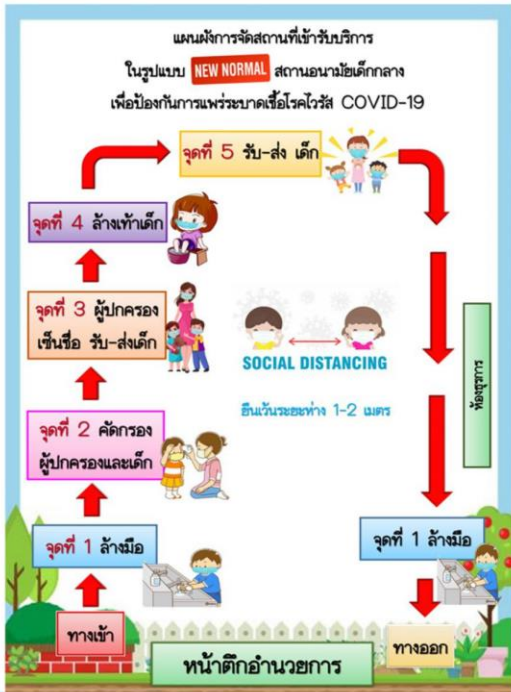 แผนผังการจัดสถานที่เข้ารับบริการ
ในรูปแบบ NEW NORMAL สถานอนามัยเด็กกลาง
เพื่อป้องกันการแพร่ระบาดเชื้อโรคไวรัส COVID-19
จุดที่ 5 รับ-ส่ง เด็ก
จุดที่ 4 ล้างเท้าเด็ก
จุดที่ 3 ผู้ปกครอง
เซ็นชื่อ รับ-ส่งเด็ก
SOCIAL DISTANCING
ยืนเว้นระยะห่าง 1-2 เมตร
ห้องธุรการ
จุดที่ 2 คัดกรอง
ผู้ปกครองและเด็ก
จุดที่ 1 ล้างมือ
จุดที่ 1 ล้างมือ
ทางเข้า
ทางออก
หน้าตึกอำนวยการ